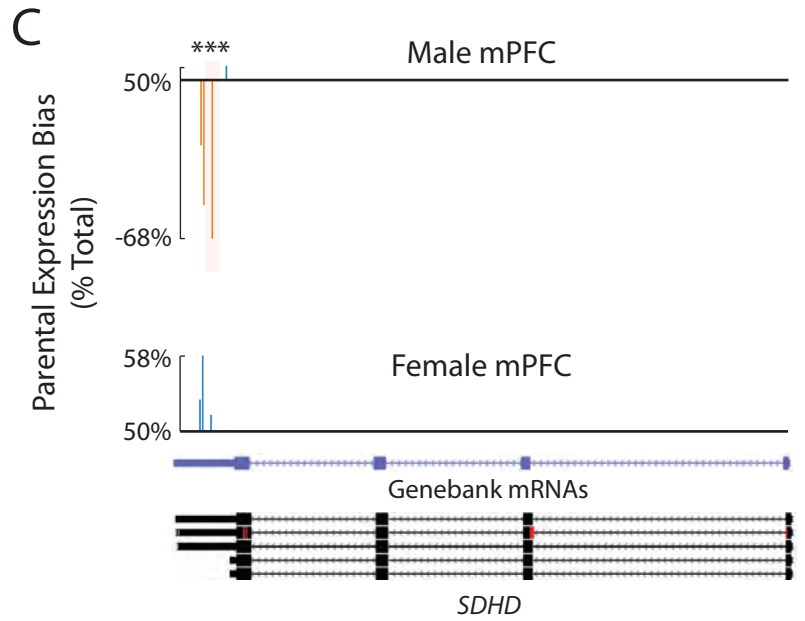 C
***
Male mPFC
50%
-68%
Parental Expression Bias
(% Total)
58%
Female mPFC
50%
Genebank mRNAs
SDHD